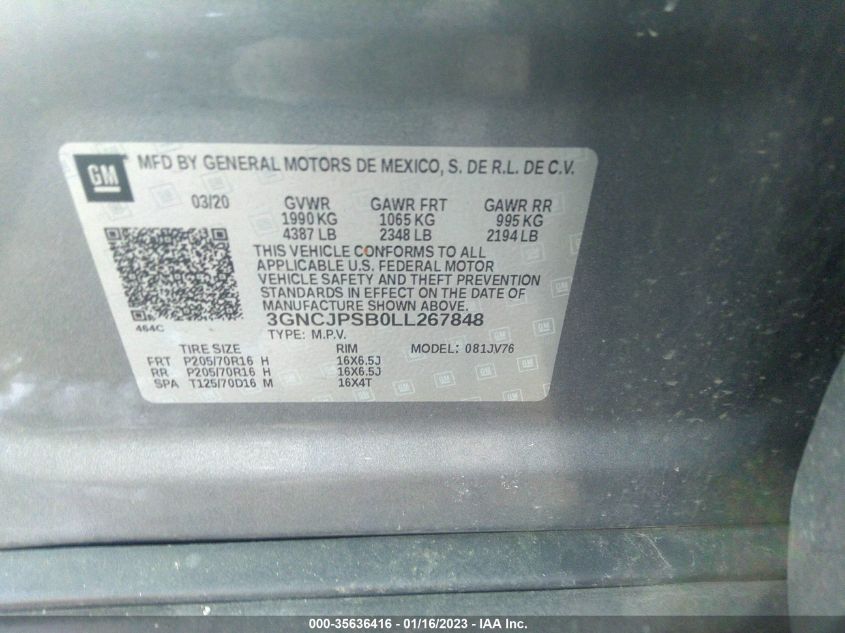 GM
MFD BY GENERAL MOTORS DE MEXICO, S. DE R.L. DE C.V.
03/20 GVWR GAWR FRT GAWR RR
1990 KG 1065 KG 995 KG
4387 LB 2348 LB 2194 LB
THIS VEHICLE CONFORMS TO ALL
APPLICABLE U.S. FEDERAL MOTOR
VEHICLE SAFETY AND THEFT PREVENTION
STANDARDS IN EFFECT ON THE DATE OF
MANUFACTURE SHOWN ABOVE.
464C
3GNCJPSB0LL267848
TYPE: M.P.V.
TIRE SIZE RIM MODEL: 081JV76
FRT P205/70R16 H 16X6.5J
RR P205/70R16 H 16X6.5J
SPA T125/70D16 M 16X4T
000-35636416 - 01/16/2023 - IAA Inc.